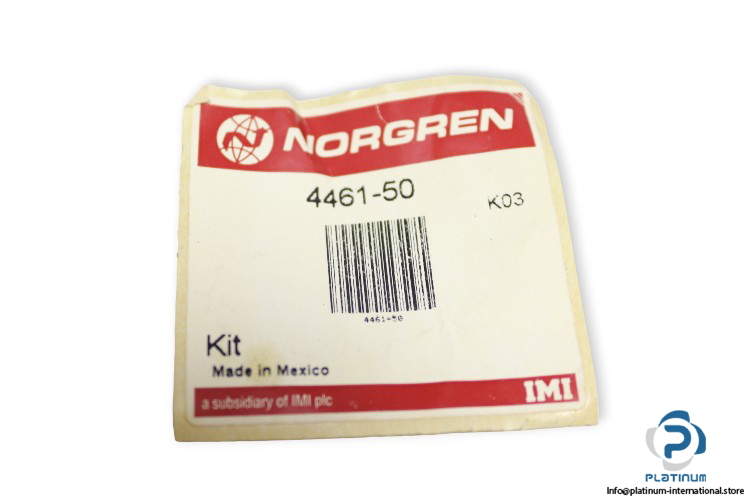 NORGREN
4461-50
K03
4461-50
Kit
Made in Mexico
a subsidiary of IMI plc
IMI
PLATINUM
Info@platinum-international.store